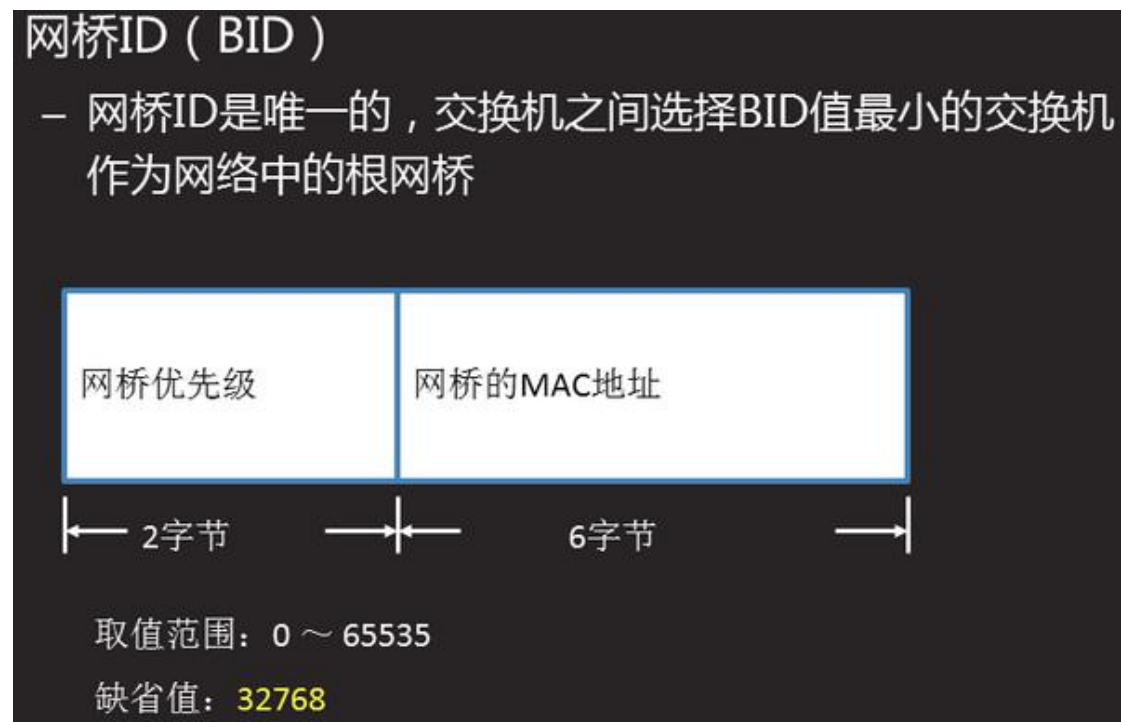 网桥ID（BID）
– 网桥ID是唯一的，交换机之间选择BID值最小的交换机
作为网络中的根网桥
网桥优先级
网桥的MAC地址
2字节
6字节
取值范围：0 ～ 65535
缺省值：32768